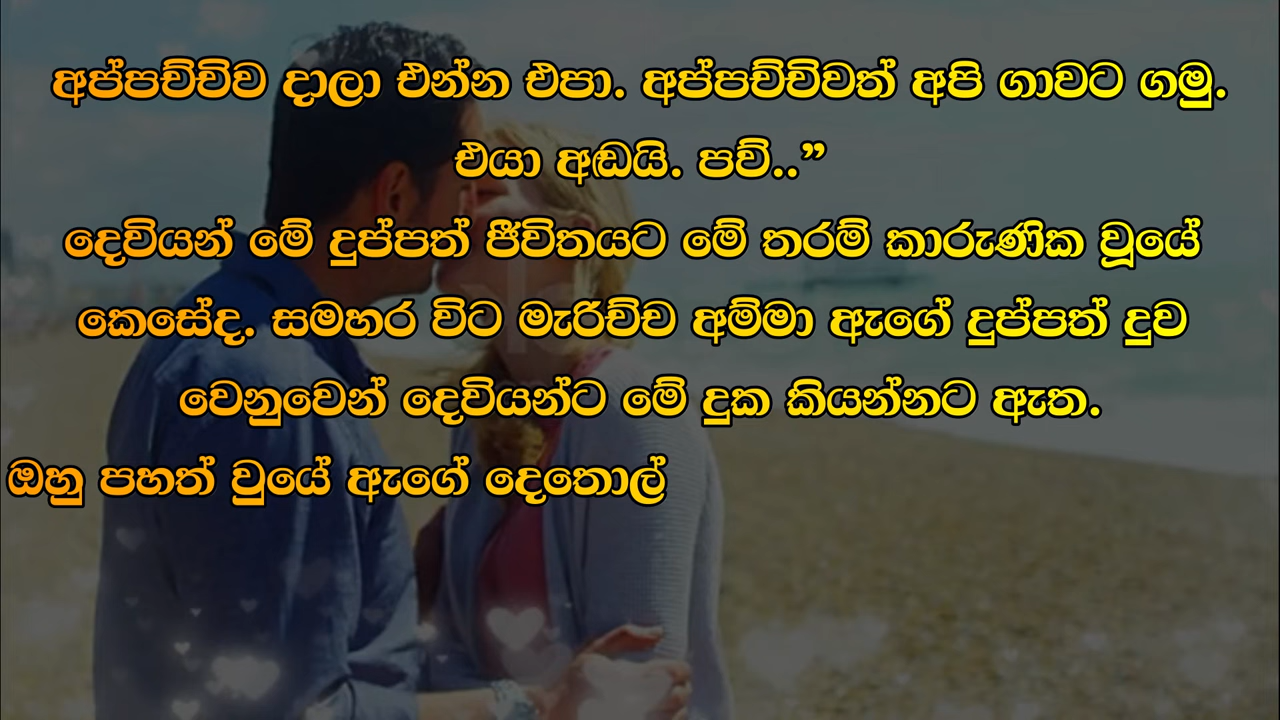 අප්පච්චිව දාලා එන්න එපා. අප්පච්චිවත් අපි ගාවට ගමු.
එයා අඬයි. පව්..”
දෙවියන් මේ දුප්පත් ජීවිතයට මේ තරම් කාරුණික වූයේ
කෙසේද. සමහර විට මැරිච්ච අම්මා ඇගේ දුප්පත් දුව
වෙනුවෙන් දෙවියන්ට මේ දුක කියන්නට ඇත.
ඔහු පහත් වුයේ ඇගේ දෙතොල්